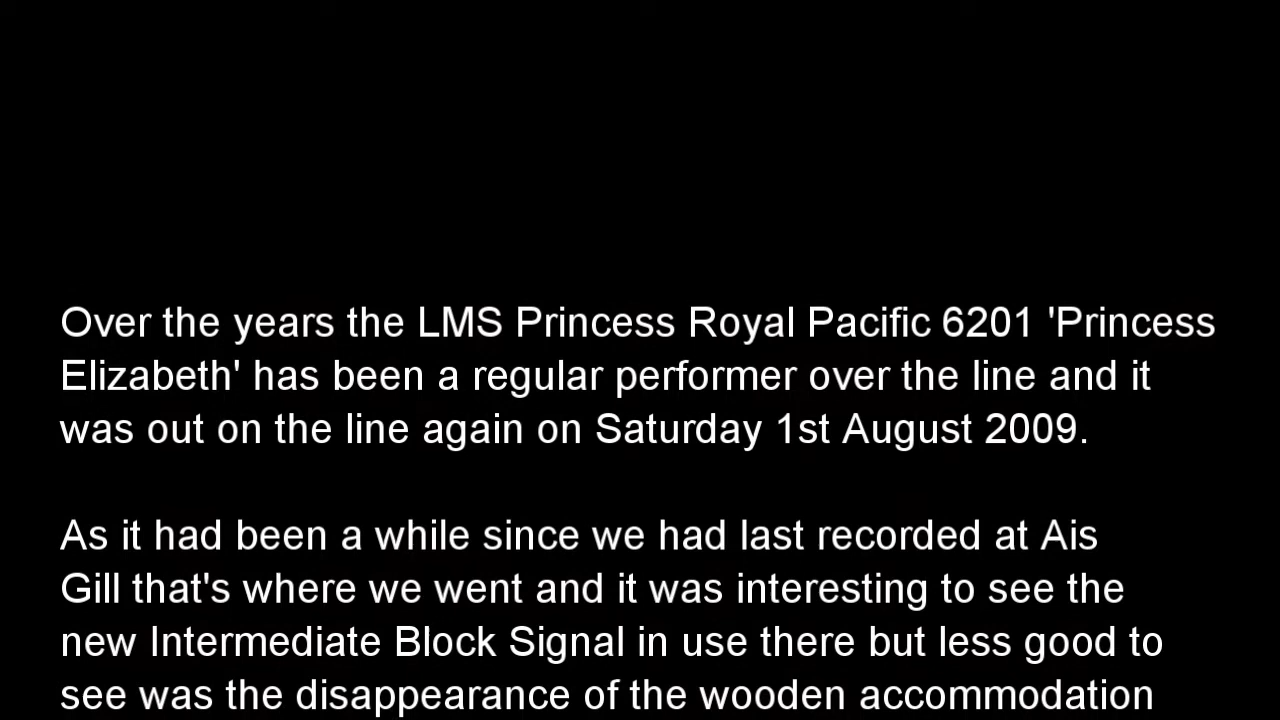 Over the years the LMS Princess Royal Pacific 6201 'Princess
Elizabeth' has been a regular performer over the line and it
was out on the line again on Saturday 1st August 2009.
As it had been a while since we had last recorded at Ais
Gill that's where we went and it was interesting to see the
new Intermediate Block Signal in use there but less good to
see was the disappearance of the wooden accommodation